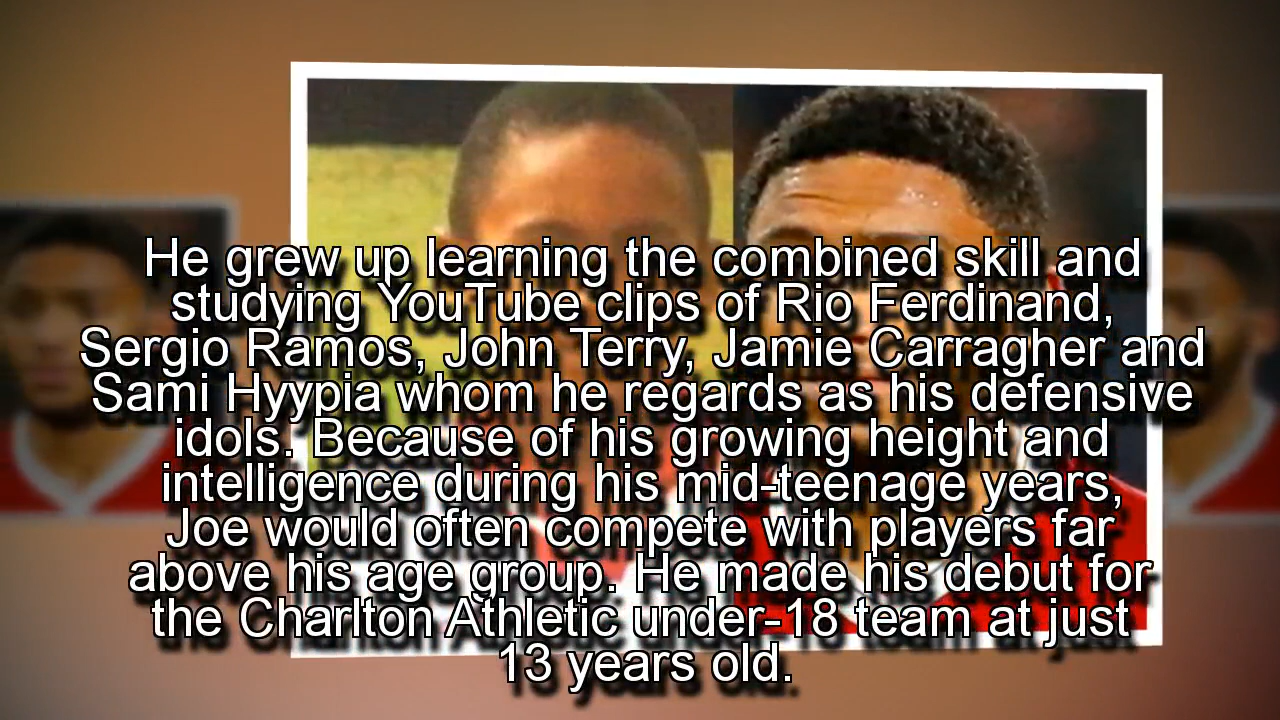 He grew up learning the combined skill and
studying YouTube clips of Rio Ferdinand,
Sergio Ramos, John Terry, Jamie Carragher and
Sami Hyypia whom he regards as his defensive
idols. Because of his growing height and
intelligence during his mid-teenage years,
Joe would often compete with players far
above his age group. He made his debut for
the Charlton Athletic under-18 team at just
13 years old.